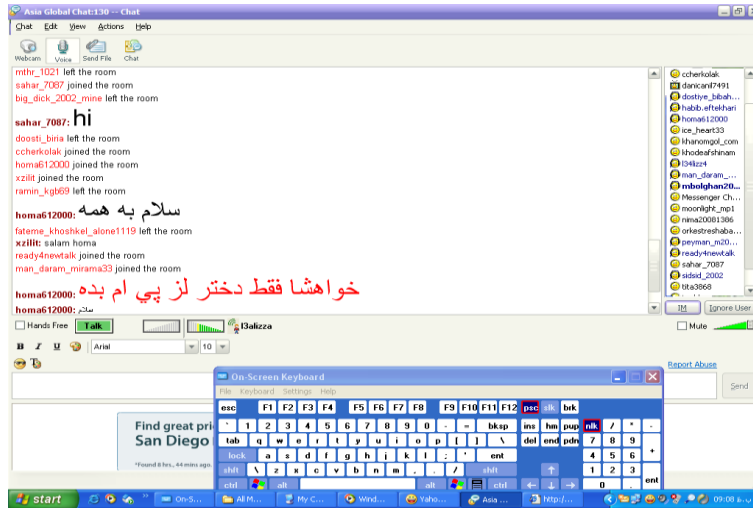 Asia Global Chat:130 -- Chat
Chat Edit View Actions Help
Webcam Voice Send File Chat
mthr_1021 left the room
sahar_7087 joined the room
big_dick_2002_mine left the room
sahar_7087: hi
doosti_biria left the room
ccherkolak joined the room
homa612000 joined the room
xzilit joined the room
ramin_kgb69 left the room
homa612000: سلام به همه
fateme_khoshkel_alone1119 left the room
xzilit: salam homa
ready4newtalk joined the room
man_daram_mirama33 joined the room
homa612000: خواهشا فقط دختر لز پي ام بده
homa612000: سلام
ccherkolak
danicanil7491
dostiye_bibah...
habib.eftekhari
homa612000
ice_heart33
khanomgol_com
khodeafshinam
l34lizz4
man_daram_...
mbolghan20...
Messenger Ch...
moonlight_mp1
nima20081386
orkestreshaba...
peyman_m20...
ready4newtalk
sahar_7087
sidsid_2002
tita3868
IM Ignore User
Hands Free Talk l3alizza Mute
B I U Arial 10
Report Abuse
Send
On-Screen Keyboard
File Keyboard Settings Help
esc F1 F2 F3 F4 F5 F6 F7 F8 F9 F10 F11 F12 psc slk brk
` 1 2 3 4 5 6 7 8 9 0 - = bksp ins hm pup nlk / * -
tab q w e r t y u i o p [ ] \ del end pdn 7 8 9 +
lock a s d f g h j k l ; ' ent 4 5 6
shft \ z x c v b n m , . / shft ↑ 1 2 3 ent
ctrl alt alt ctrl ← ↓ → 0 .
Find great pri
San Diego
*Found 8 hrs., 44 mins ago.
start On-S... All M... My C... Wind... Yaho... Asia ... http:/... 09:08